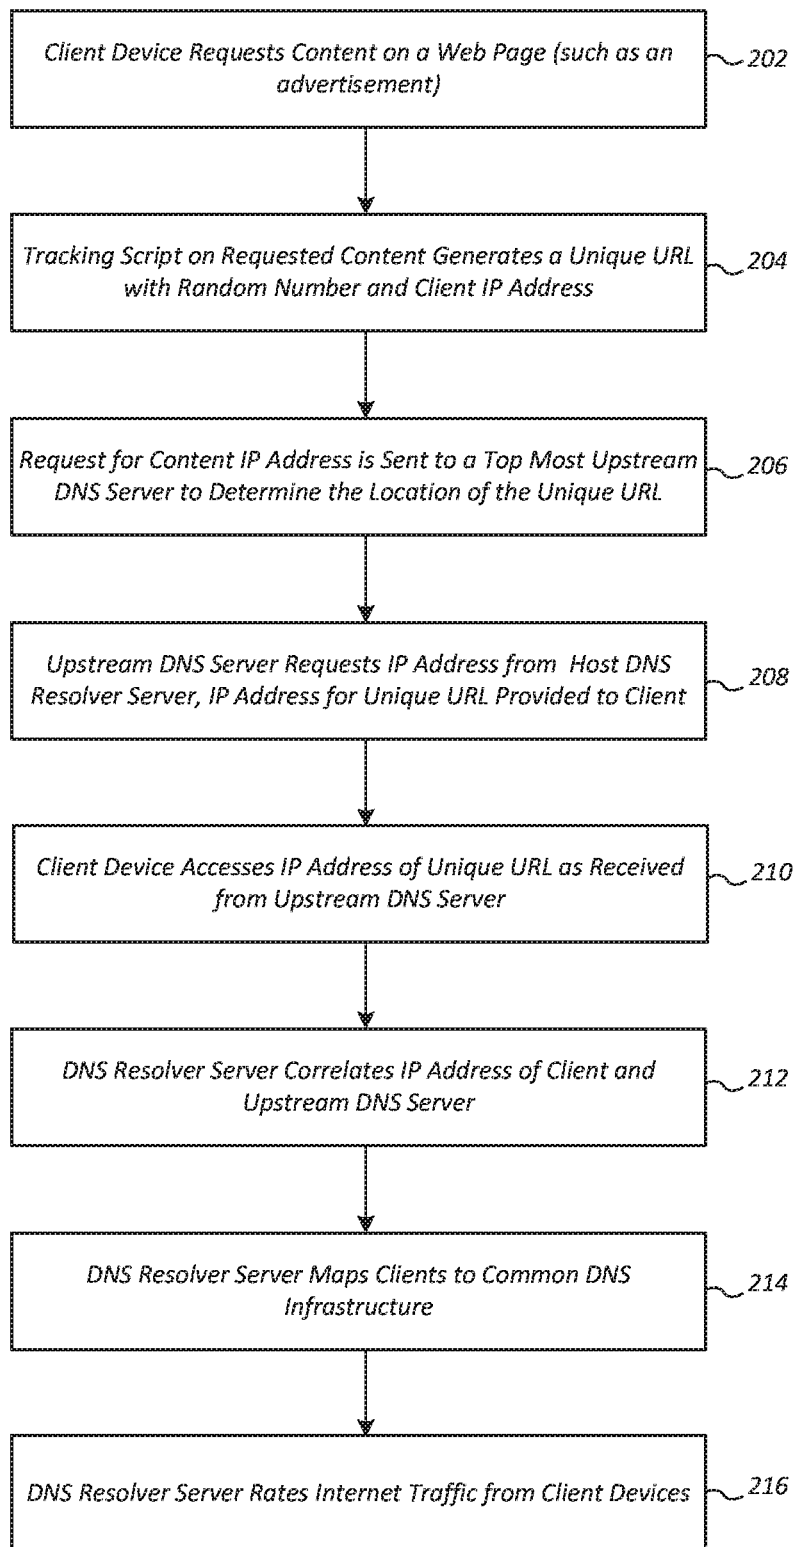 Client Device Requests Content on a Web Page (such as an
advertisement)
202
Tracking Script on Requested Content Generates a Unique URL
with Random Number and Client IP Address
204
Request for Content IP Address is Sent to a Top Most Upstream
DNS Server to Determine the Location of the Unique URL
206
Upstream DNS Server Requests IP Address from Host DNS
Resolver Server, IP Address for Unique URL Provided to Client
208
Client Device Accesses IP Address of Unique URL as Received
from Upstream DNS Server
210
DNS Resolver Server Correlates IP Address of Client and
Upstream DNS Server
212
DNS Resolver Server Maps Clients to Common DNS
Infrastructure
214
DNS Resolver Server Rates Internet Traffic from Client Devices
216